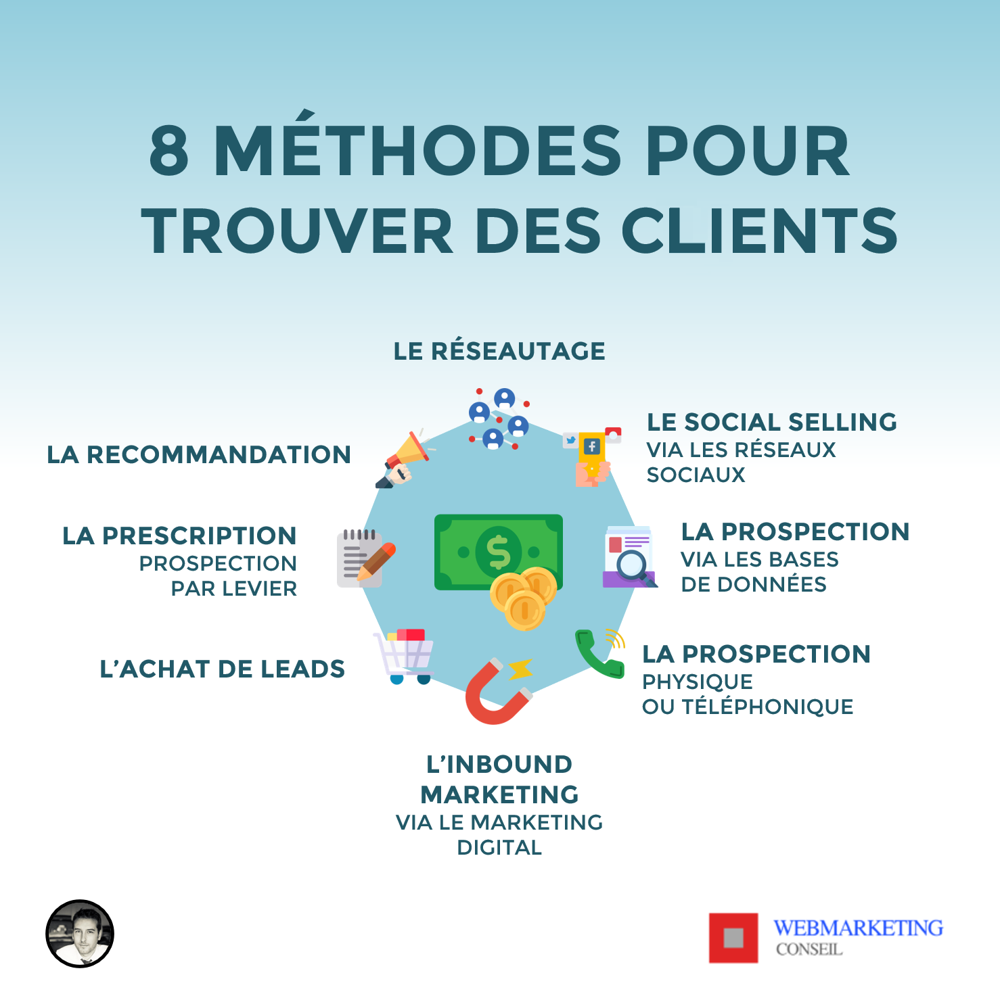 8 MÉTHODES POUR
TROUVER DES CLIENTS
LE RÉSEAUTAGE
LE SOCIAL SELLING
VIA LES RÉSEAUX
SOCIAUX
LA PROSPECTION
VIA LES BASES
DE DONNÉES
LA PROSPECTION
PHYSIQUE
OU TÉLÉPHONIQUE
L'INBOUND
MARKETING
VIA LE MARKETING
DIGITAL
L'ACHAT DE LEADS
LA PRESCRIPTION
PROSPECTION
PAR LEVIER
LA RECOMMANDATION
WEBMARKETING
CONSEIL